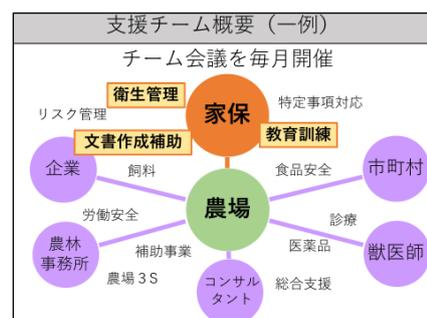 支援チーム概要（一例）
チーム会議を毎月開催
衛生管理
家保
特定事項対応
リスク管理
文書作成補助
教育訓練
企業
飼料
食品安全
市町村
農場
労働安全
診療
農林
事務所
補助事業
医薬品
獣医師
農場３Ｓ
コンサル
タント
総合支援